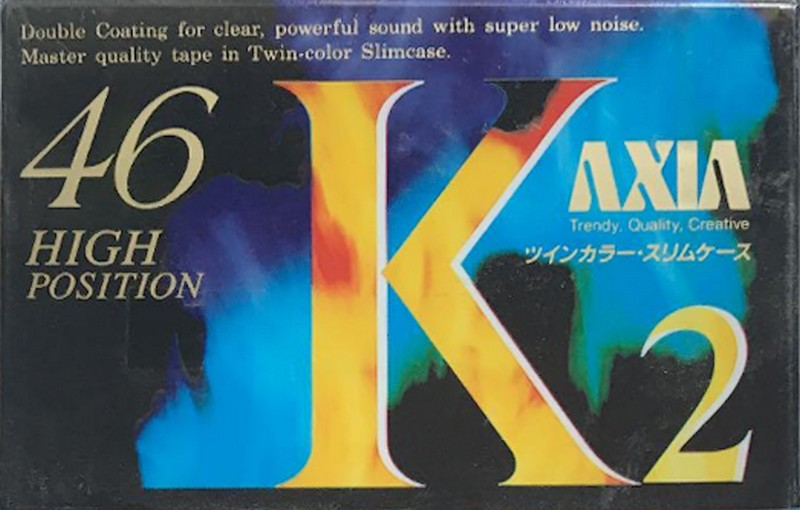 Double Coating for clear, powerful sound with super low noise.
Master quality tape in Twin-color Slimcase.
46
HIGH
POSITION
K2
AXIA
Trendy, Quality, Creative
ツインカラー・スリムケース